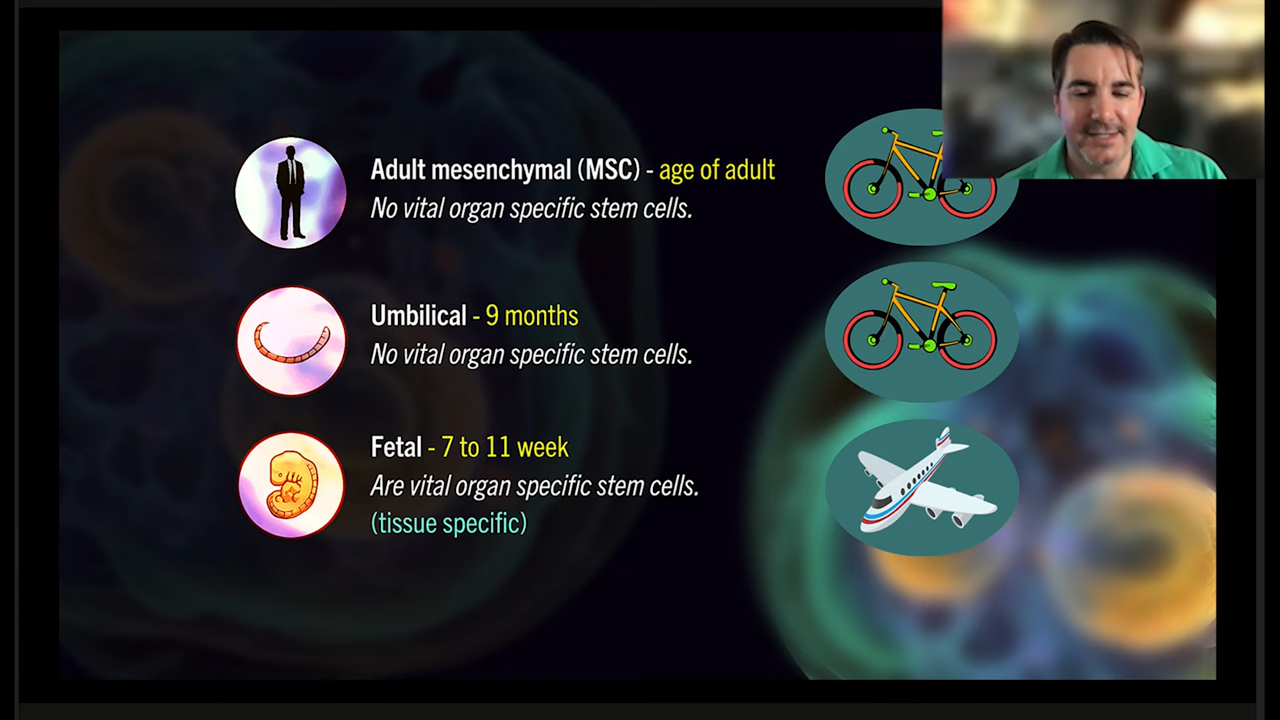 Adult mesenchymal (MSC) - age of adult
No vital organ specific stem cells.
Umbilical - 9 months
No vital organ specific stem cells.
Fetal - 7 to 11 week
Are vital organ specific stem cells.
(tissue specific)